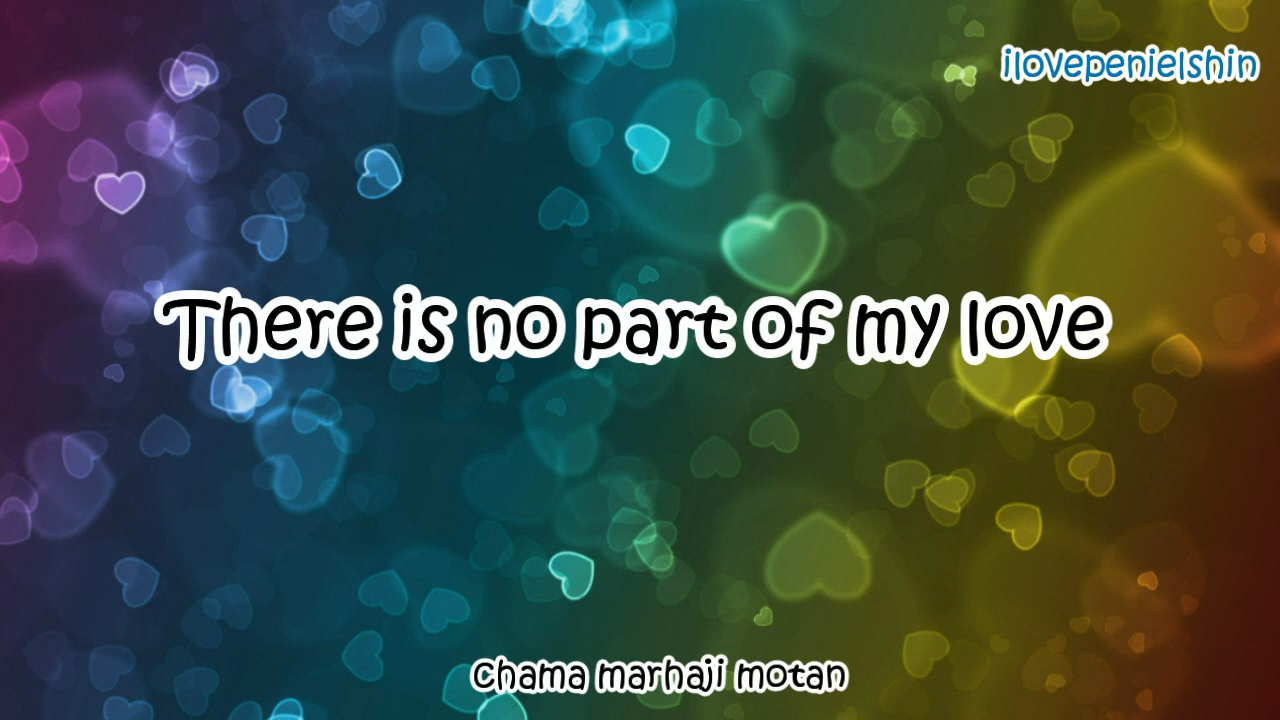 ilovepenielshin
There is no part of my love
chama marhaji motan